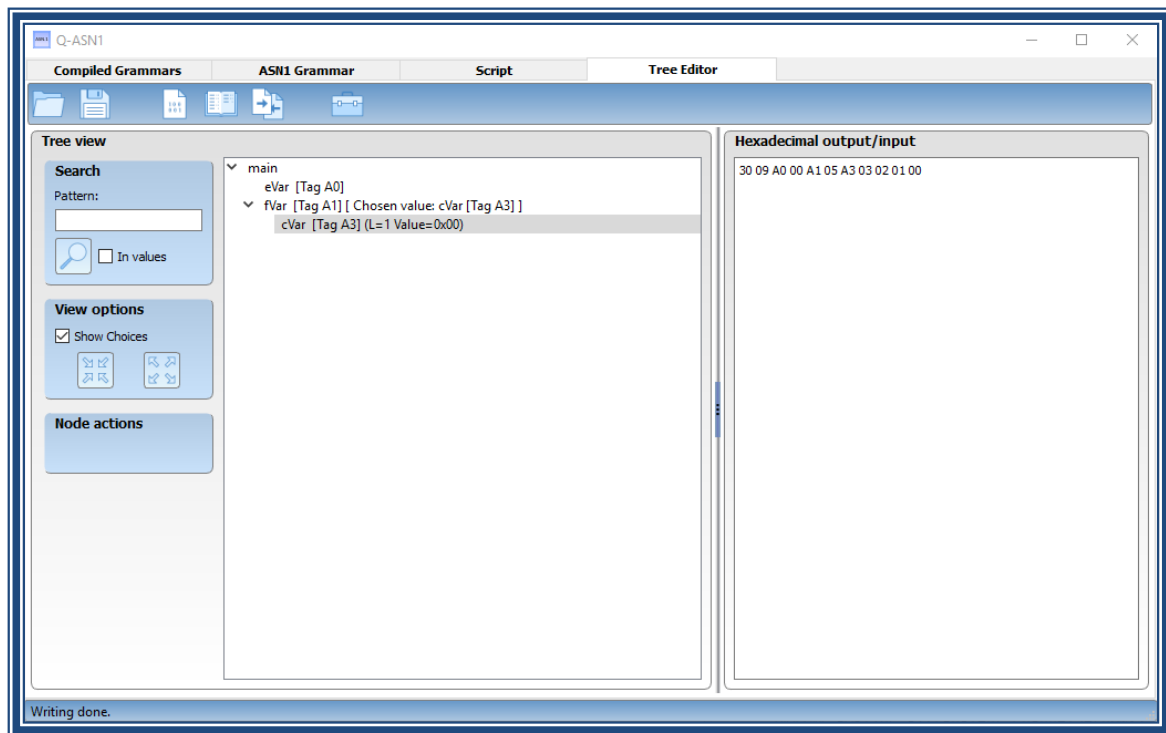 Q-ASN1
Compiled Grammars
ASN1 Grammar
Script
Tree Editor
Tree view
Search
Pattern:
In values
View options
Show Choices
Node actions
main
eVar [Tag A0]
fVar [Tag A1] [ Chosen value: cVar [Tag A3] ]
cVar [Tag A3] (L=1 Value=0x00)
Hexadecimal output/input
30 09 A0 00 A1 05 A3 03 02 01 00
Writing done.